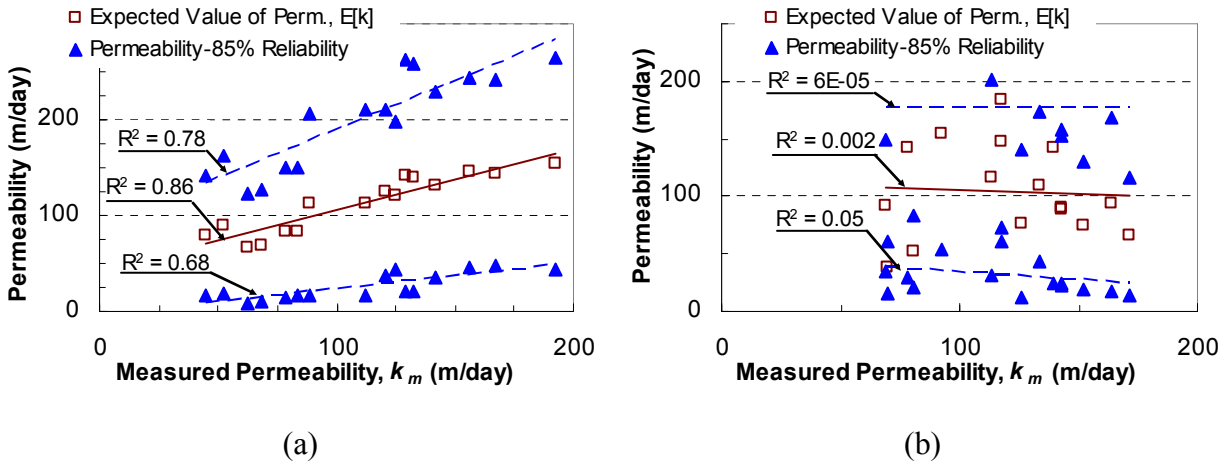 Expected Value of Perm., E[k]
Permeability-85% Reliability
Permeability (m/day)
200
100
0
R² = 0.78
R² = 0.86
R² = 0.68
0
100
200
Measured Permeability, k m (m/day)
(a)
Expected Value of Perm., E[k]
Permeability-85% Reliability
Permeability (m/day)
200
100
0
R² = 6E-05
R² = 0.002
R² = 0.05
0
100
200
Measured Permeability, k m (m/day)
(b)